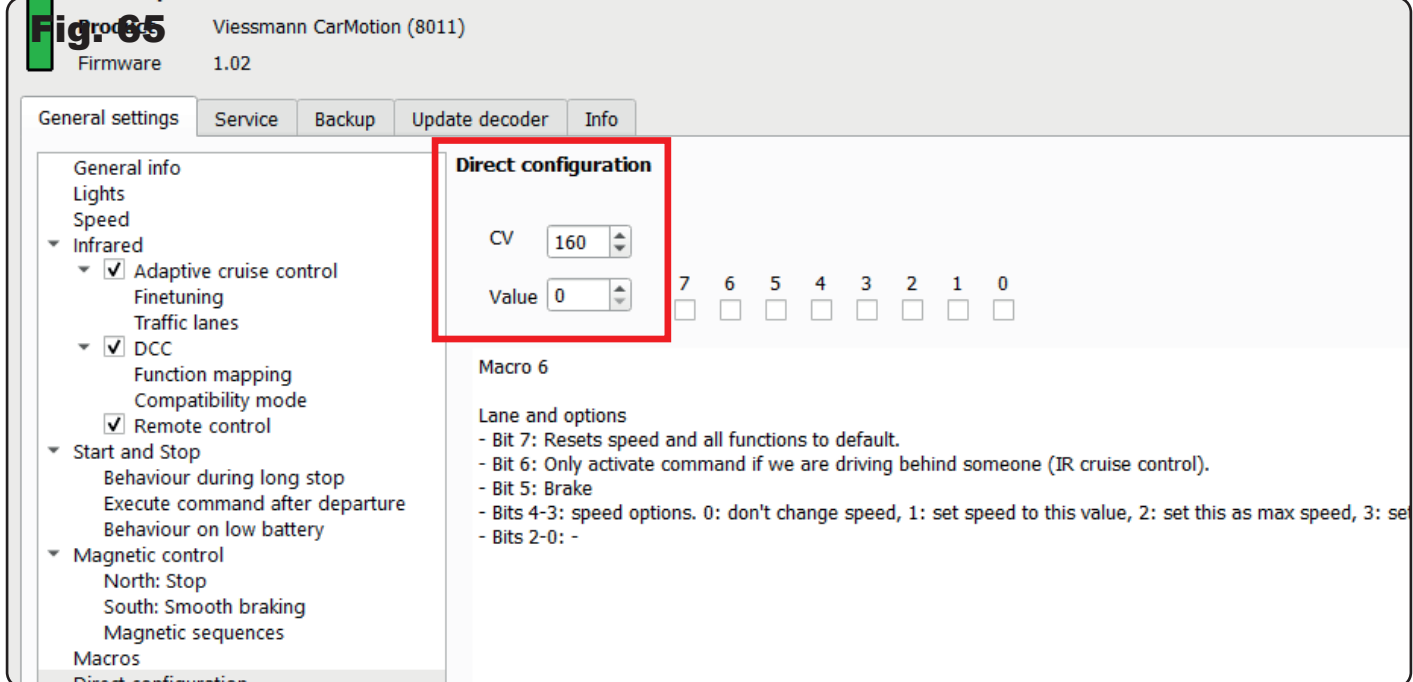 Fig. 65
Product Viessmann CarMotion (8011)
Firmware 1.02
General settings Service Backup Update decoder Info
General info
Lights
Speed
Infrared
Adaptive cruise control
Finetuning
Traffic lanes
DCC
Function mapping
Compatibility mode
Remote control
Start and Stop
Behaviour during long stop
Execute command after departure
Behaviour on low battery
Magnetic control
North: Stop
South: Smooth braking
Magnetic sequences
Macros
Direct configuration
Direct configuration
CV 160
Value 0
7 6 5 4 3 2 1 0
Macro 6
Lane and options
- Bit 7: Resets speed and all functions to default.
- Bit 6: Only activate command if we are driving behind someone (IR cruise control).
- Bit 5: Brake
- Bits 4-3: speed options. 0: don't change speed, 1: set speed to this value, 2: set this as max speed, 3: set
- Bits 2-0: -